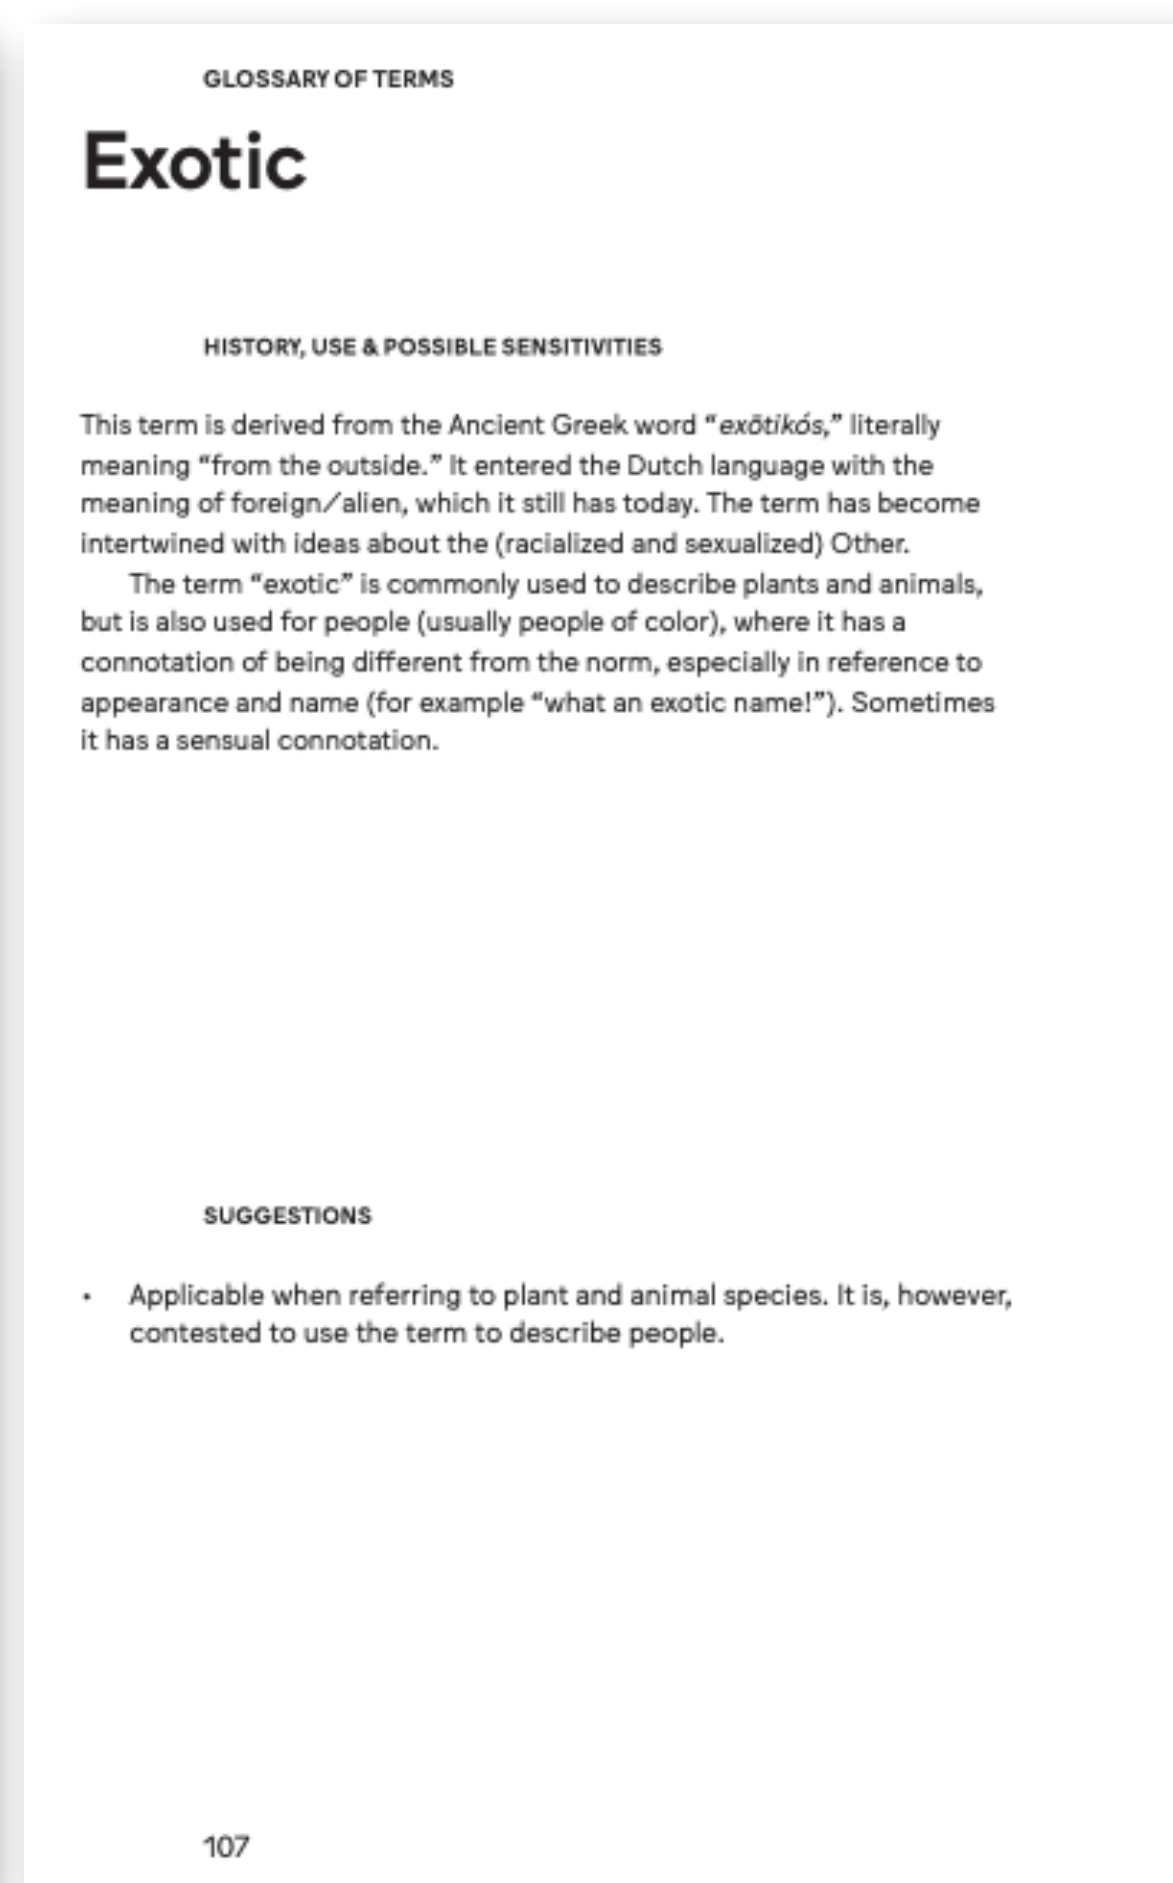 GLOSSARY OF TERMS
Exotic
HISTORY, USE & POSSIBLE SENSITIVITIES
This term is derived from the Ancient Greek word “exōtikós,” literally
meaning “from the outside.” It entered the Dutch language with the
meaning of foreign/alien, which it still has today. The term has become
intertwined with ideas about the (racialized and sexualized) Other.
The term “exotic” is commonly used to describe plants and animals,
but is also used for people (usually people of color), where it has a
connotation of being different from the norm, especially in reference to
appearance and name (for example “what an exotic name!”). Sometimes
it has a sensual connotation.
SUGGESTIONS
• Applicable when referring to plant and animal species. It is, however,
contested to use the term to describe people.
107